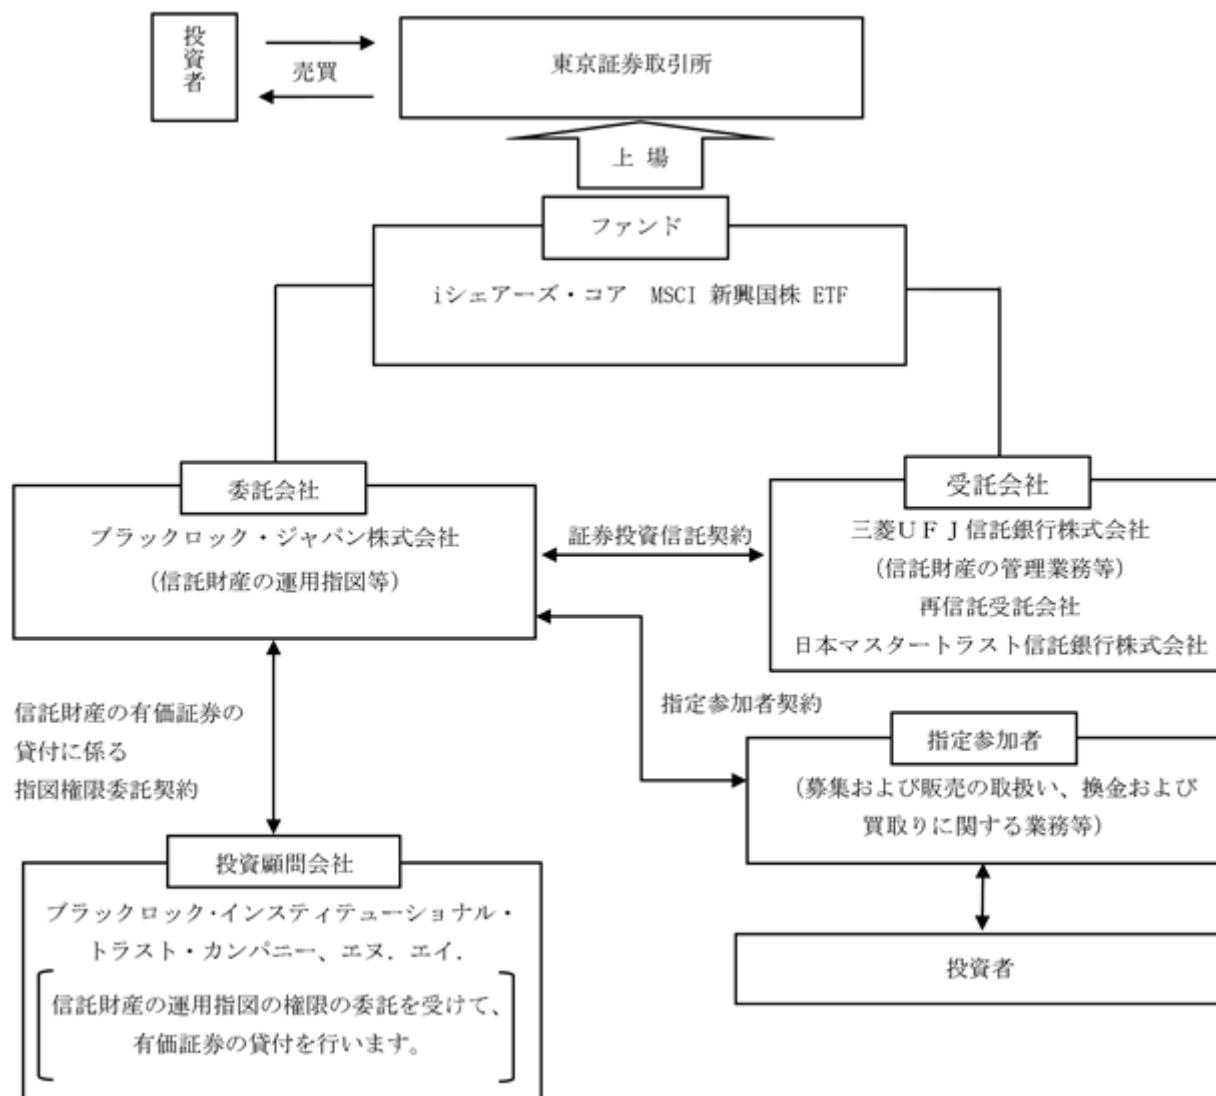 投資者
売買
東京証券取引所
上 場
ファンド
iシェアーズ・コア　MSCI 新興国株 ETF
委託会社
ブラックロック・ジャパン株式会社
(信託財産の運用指図等)
証券投資信託契約
受託会社
三菱ＵＦＪ信託銀行株式会社
(信託財産の管理業務等)
再信託受託会社
日本マスタートラスト信託銀行株式会社
信託財産の有価証券の
貸付に係る
指図権限委託契約
指定参加者契約
指定参加者
(募集および販売の取扱い、換金および
買取りに関する業務等)
投資者
投資顧問会社
ブラックロック・インスティテューショナル・
トラスト・カンパニー、エヌ．エイ．
信託財産の運用指図の権限の委託を受けて、
有価証券の貸付を行います。